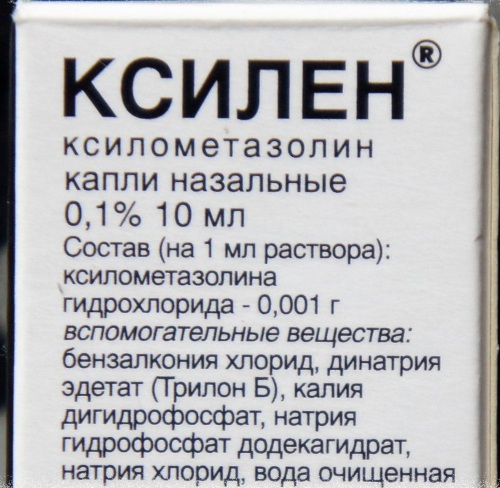 КСИЛЕН®
ксилометазолин
капли назальные
0,1% 10 мл
Состав (на 1 мл раствора):
ксилометазолина
гидрохлорида - 0,001 г
вспомогательные вещества:
бензалкония хлорид, динатрия
эдетат (Трилон Б), калия
дигидрофосфат, натрия
гидрофосфат додекагидрат,
натрия хлорид, вода очищенная